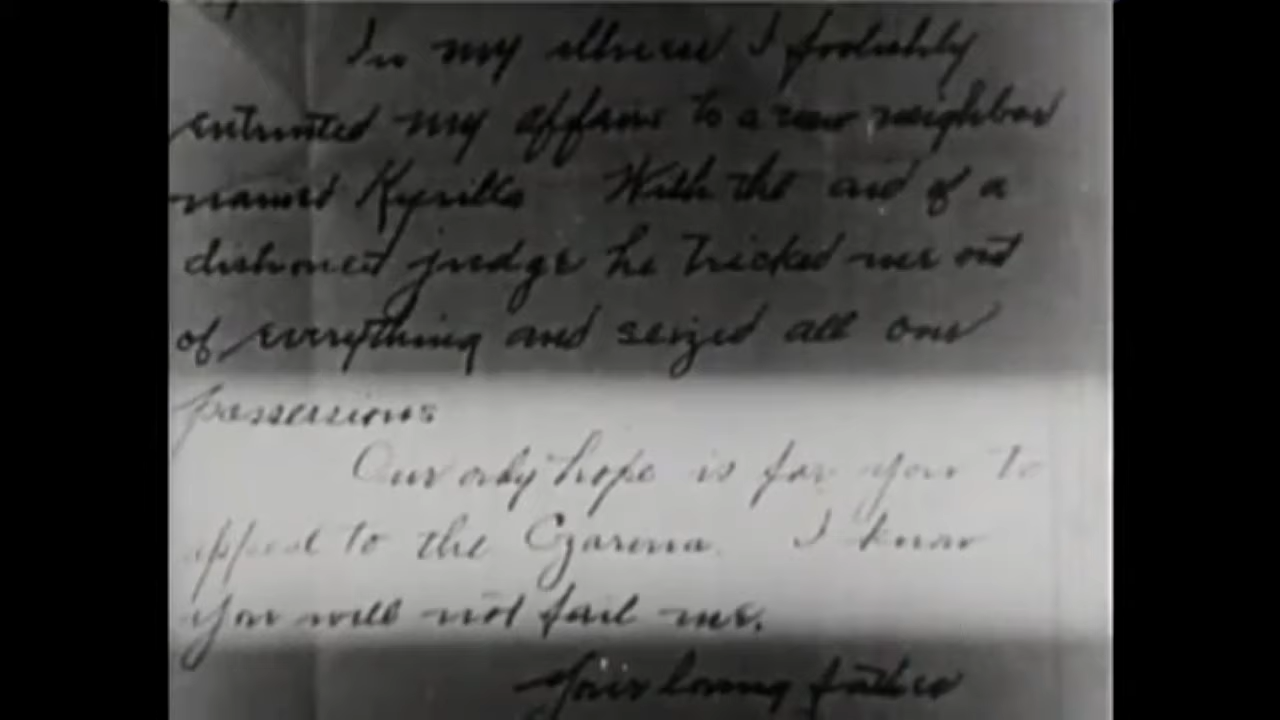 In my illness I foolishly
entrusted my affairs to a new neighbor
named Kyrilla With the aid of a
dishonest judge he tricked me out
of everything and seized all our
possessions
Our only hope is for you to
appeal to the Czarina. I know
you will not fail me.
Your loving father